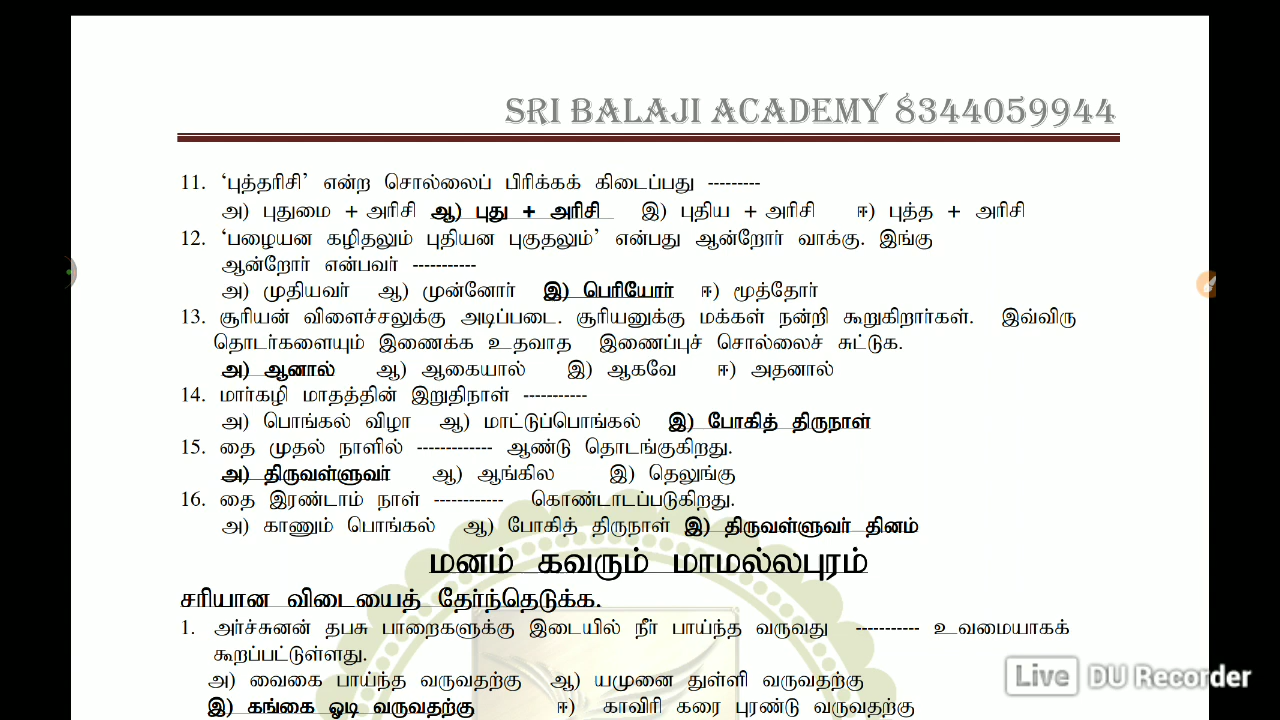 SRI BALAJI ACADEMY 8344059944
11. ‘புத்தரிசி’ என்ற சொல்லைப் பிரிக்கக் கிடைப்பது ---------
அ) புதுமை + அரிசி ஆ) புது + அரிசி இ) புதிய + அரிசி ஈ) புத்த + அரிசி
12. ‘பழையன கழிதலும் புதியன புகுதலும்’ என்பது ஆன்றோர் வாக்கு. இங்கு
ஆன்றோர் என்பவர் -----------
அ) முதியவர் ஆ) முன்னோர் இ) பெரியோர் ஈ) மூத்தோர்
13. சூரியன் விளைச்சலுக்கு அடிப்படை. சூரியனுக்கு மக்கள் நன்றி கூறுகிறார்கள். இவ்விரு
தொடர்களையும் இணைக்க உதவாத இணைப்புச் சொல்லைச் சுட்டுக.
அ) ஆனால் ஆ) ஆகையால் இ) ஆகவே ஈ) அதனால்
14. மார்கழி மாதத்தின் இறுதிநாள் -----------
அ) பொங்கல் விழா ஆ) மாட்டுப்பொங்கல் இ) போகித் திருநாள்
15. தை முதல் நாளில் ------------- ஆண்டு தொடங்குகிறது.
அ) திருவள்ளுவர் ஆ) ஆங்கில இ) தெலுங்கு
16. தை இரண்டாம் நாள் ------------ கொண்டாடப்படுகிறது.
அ) காணும் பொங்கல் ஆ) போகித் திருநாள் இ) திருவள்ளுவர் தினம்
மனம் கவரும் மாமல்லபுரம்
சரியான விடையைத் தேர்ந்தெடுக்க.
1. அர்ச்சுனன் தபசு பாறைகளுக்கு இடையில் நீர் பாய்ந்த வருவது ----------- உவமையாகக்
கூறப்பட்டுள்ளது.
அ) வைகை பாய்ந்த வருவதற்கு ஆ) யமுனை துள்ளி வருவதற்கு
இ) கங்கை ஓடி வருவதற்கு ஈ) காவிரி கரை புரண்டு வருவதற்கு
Live DU Recorder